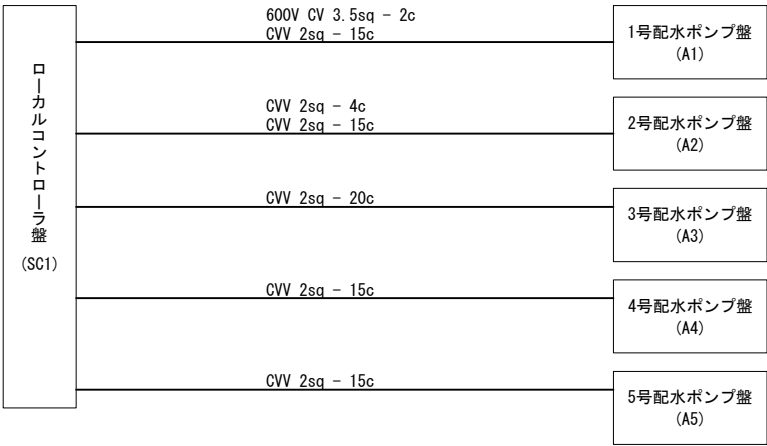 ローカルコントローラ盤
(SC1)
600V CV 3.5sq - 2c
CVV 2sq - 15c
1号配水ポンプ盤
(A1)
CVV 2sq - 4c
CVV 2sq - 15c
2号配水ポンプ盤
(A2)
CVV 2sq - 20c
3号配水ポンプ盤
(A3)
CVV 2sq - 15c
4号配水ポンプ盤
(A4)
CVV 2sq - 15c
5号配水ポンプ盤
(A5)